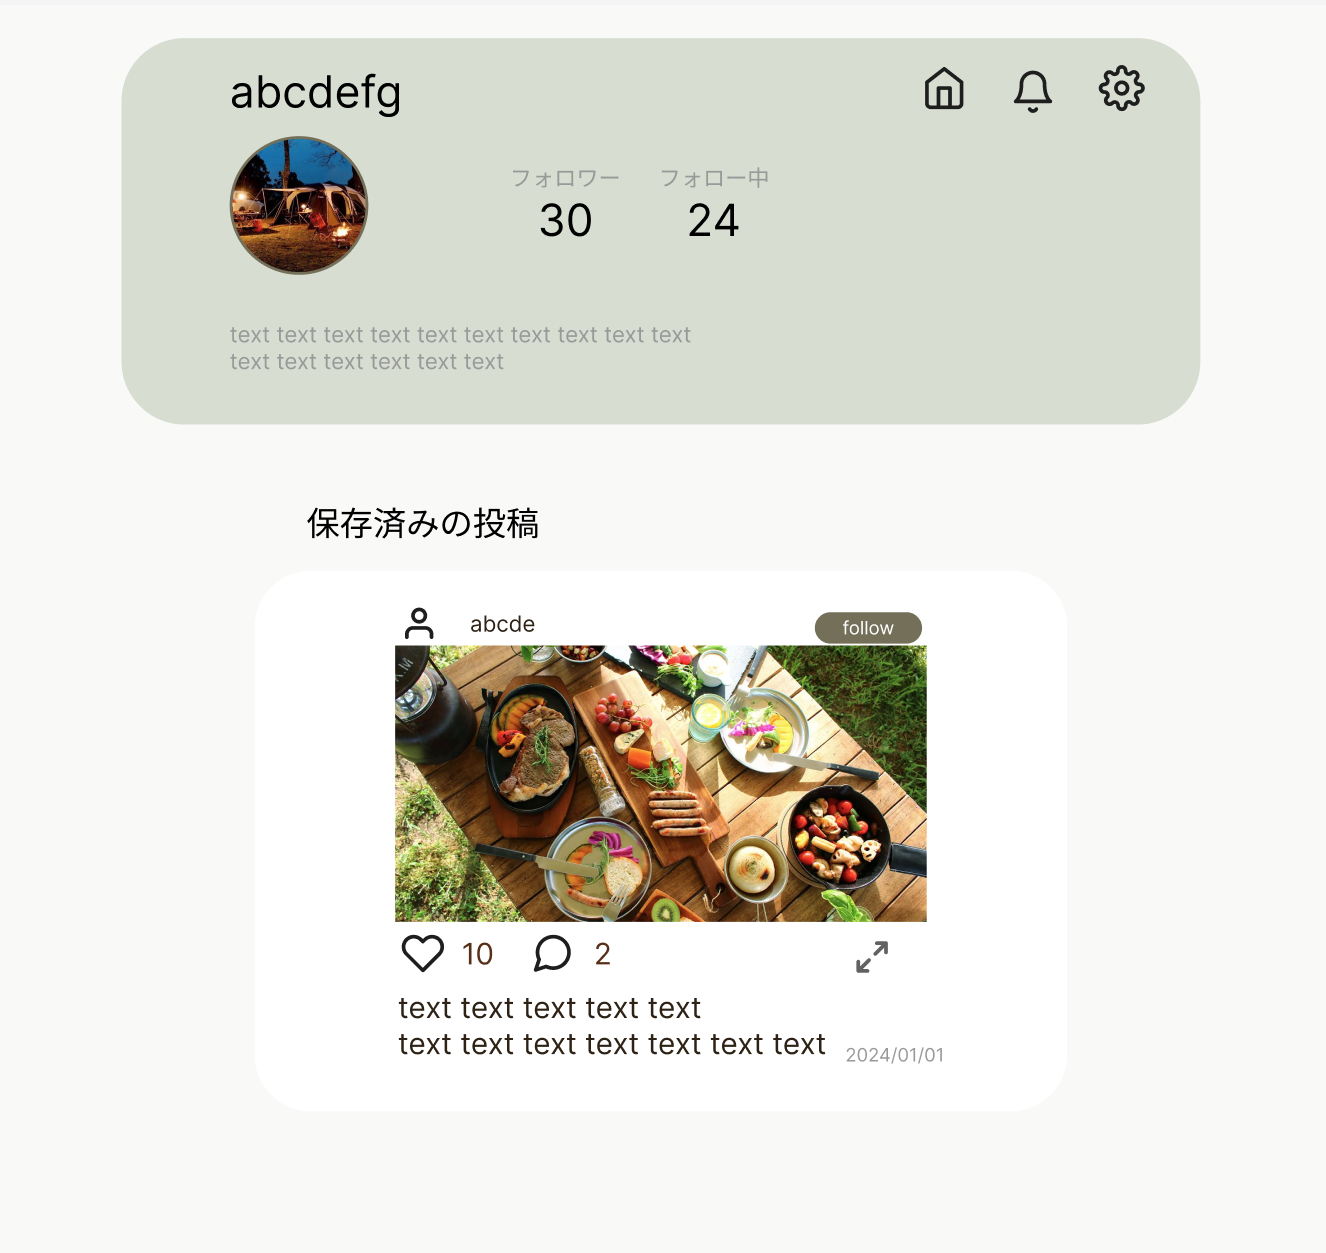 abcdefg
フォロワー フォロー中
30 24
text text text text text text text text text text
text text text text text text
保存済みの投稿
abcde follow
10 2
text text text text text
text text text text text text text 2024/01/01